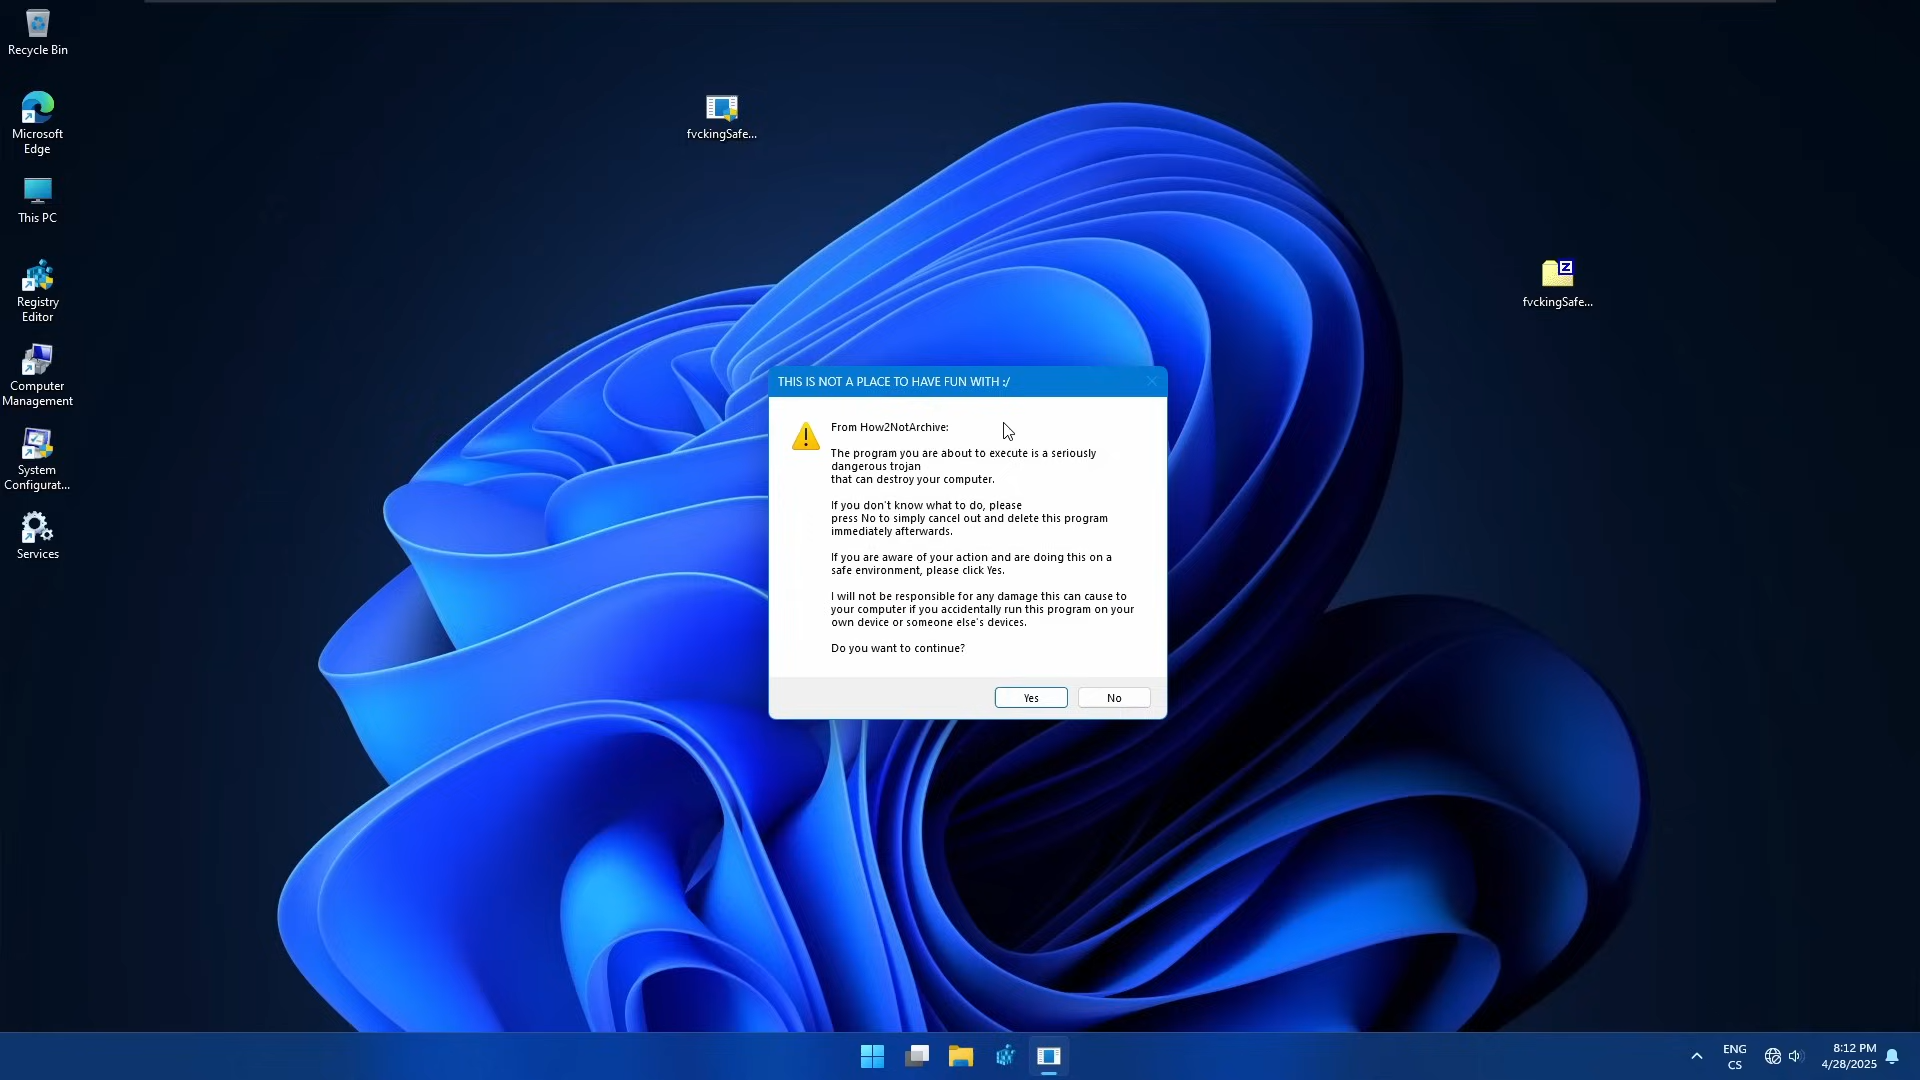 Recycle Bin
Microsoft
Edge
This PC
Registry
Editor
Computer
Management
System
Configurat...
Services
fvckingSafe...
fvckingSafe...
THIS IS NOT A PLACE TO HAVE FUN WITH :/
From How2NotArchive:
The program you are about to execute is a seriously
dangerous trojan
that can destroy your computer.
If you don't know what to do, please
press No to simply cancel out and delete this program
immediately afterwards.
If you are aware of your action and are doing this on a
safe environment, please click Yes.
I will not be responsible for any damage this can cause to
your computer if you accidentally run this program on your
own device or someone else's devices.
Do you want to continue?
Yes
No
ENG
CS
8:12 PM
4/28/2025